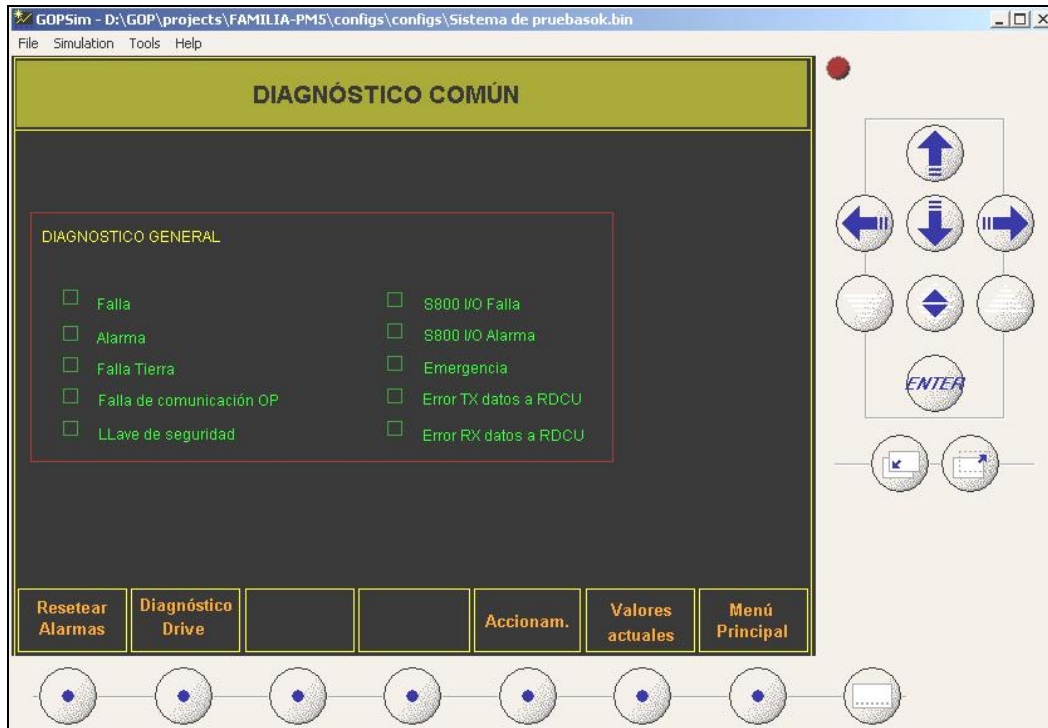 GOPSim - D:\GOP\projects\FAMILIA-PM5\configs\configs\Sistema de pruebasok.bin
File Simulation Tools Help
DIAGNÓSTICO COMÚN
DIAGNOSTICO GENERAL
Falla
S800 I/O Falla
Alarma
S800 I/O Alarma
Falla Tierra
Emergencia
Falla de comunicación OP
Error TX datos a RDCU
LLave de seguridad
Error RX datos a RDCU
ENTER
Resetear
Alarmas
Diagnóstico
Drive
Accionam.
Valores
actuales
Menú
Principal